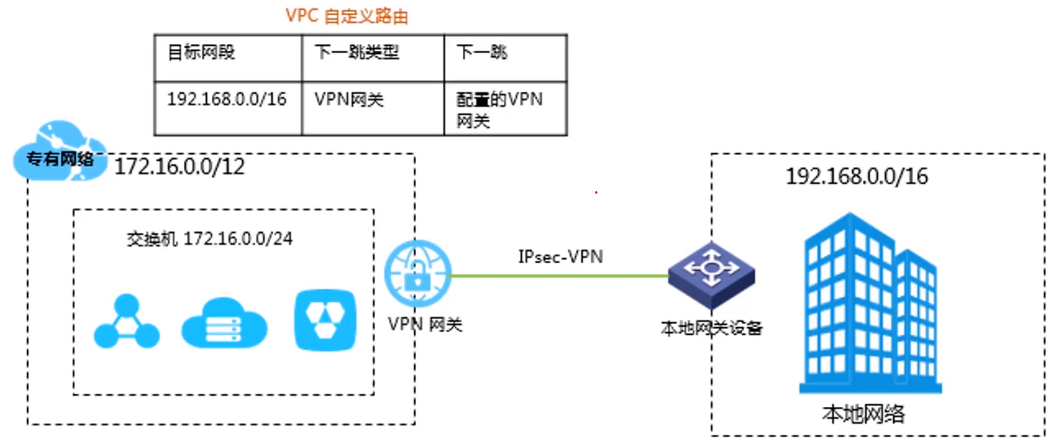 VPC 自定义路由
目标网段 下一跳类型 下一跳
192.168.0.0/16 VPN网关 配置的VPN
网关
专有网络
172.16.0.0/12
192.168.0.0/16
交换机 172.16.0.0/24
IPsec-VPN
VPN 网关
本地网关设备
本地网络